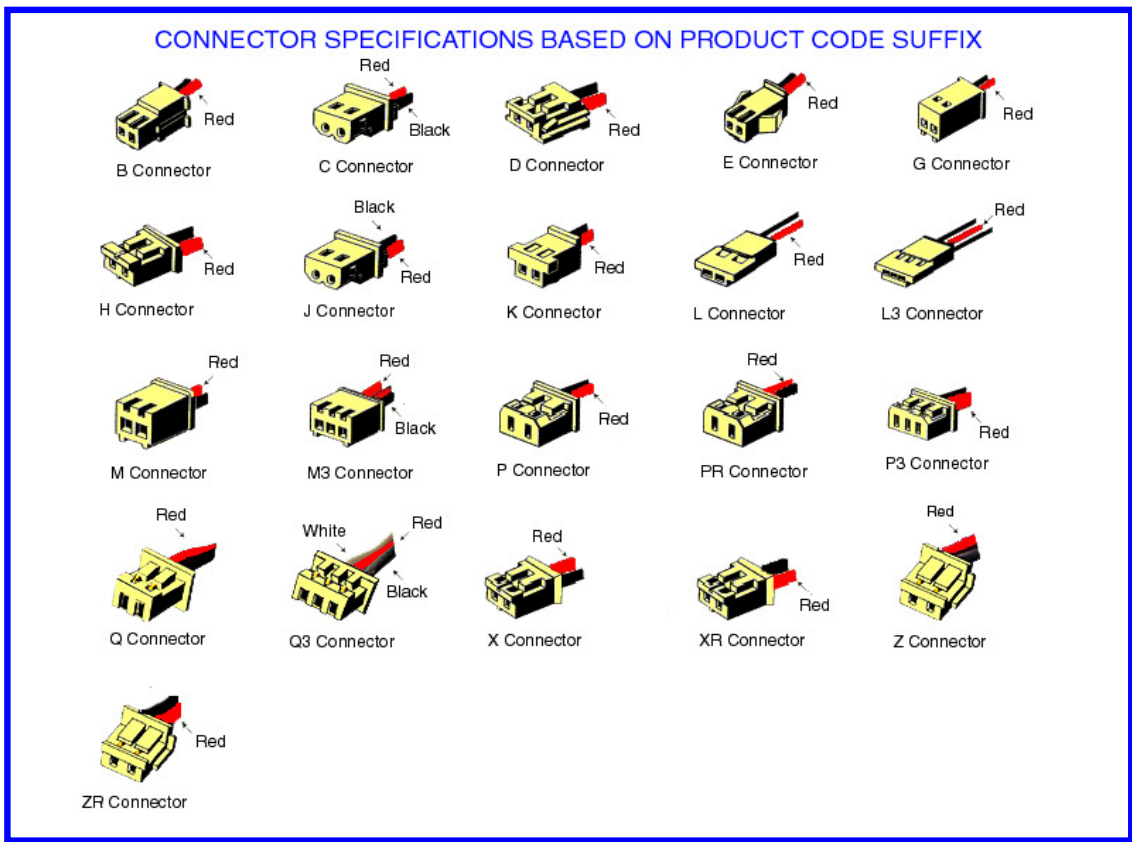 CONNECTOR SPECIFICATIONS BASED ON PRODUCT CODE SUFFIX
Red
B Connector
Red
Black
C Connector
Red
D Connector
Red
E Connector
Red
G Connector
Red
H Connector
Black
Red
J Connector
Red
K Connector
Red
L Connector
Red
L3 Connector
Red
M Connector
Red
Black
M3 Connector
Red
P Connector
Red
PR Connector
Red
P3 Connector
Red
Q Connector
White
Red
Black
Q3 Connector
Red
X Connector
Red
XR Connector
Red
Z Connector
Red
ZR Connector